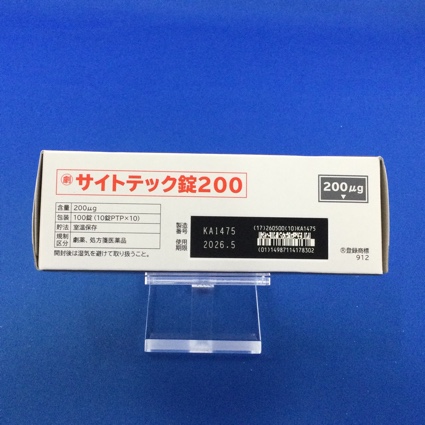 劇 サイトテック錠200
200μg
含量 200μg
包装 100錠(10錠PTP×10)
貯法 室温保存
規制区分 劇薬、処方箋医薬品
開封後は湿気を避けて取り扱うこと。
製造番号 KA1475
使用期限 2026.5
(17)260500(10)KA1475
(01)14987114178302
®登録商標
912